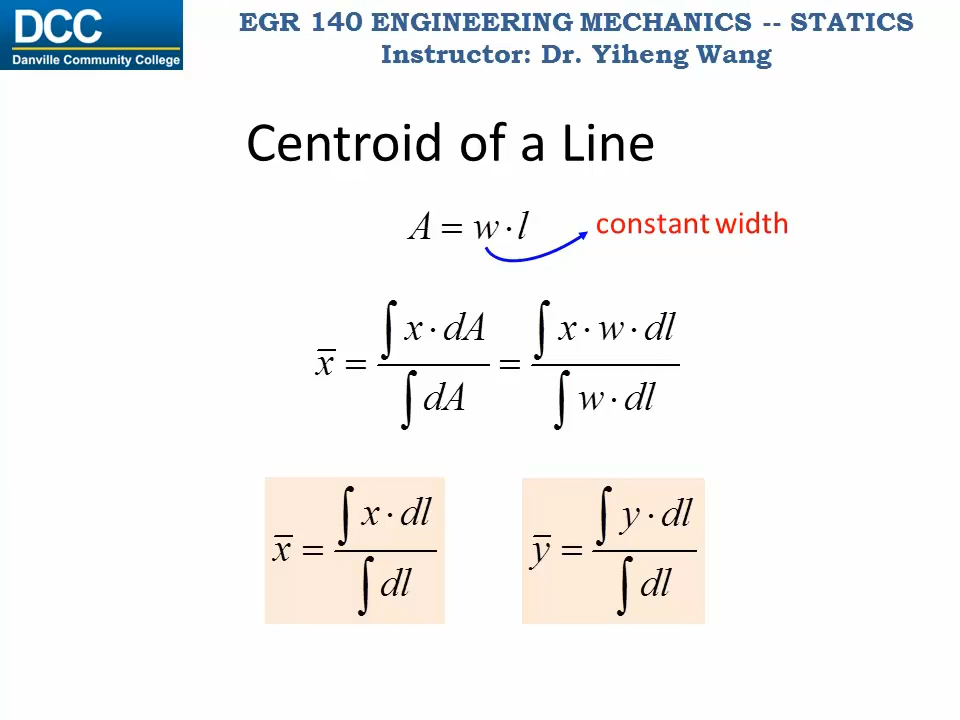 DCC
Danville Community College
EGR 140 ENGINEERING MECHANICS -- STATICS
Instructor: Dr. Yiheng Wang
Centroid of a Line
A = w · l
constant width
x̅ = ∫ x · dA / ∫ dA = ∫ x · w · dl / ∫ w · dl
x̅ = ∫ x · dl / ∫ dl
y̅ = ∫ y · dl / ∫ dl